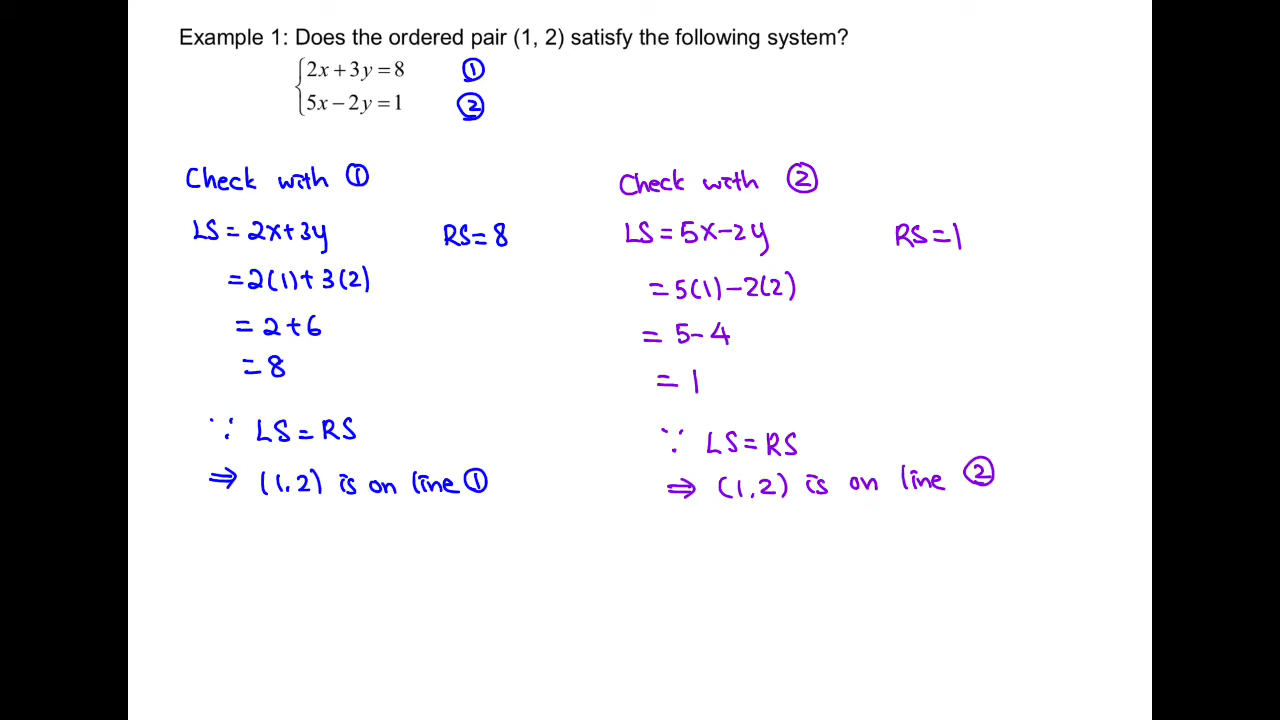 Example 1: Does the ordered pair (1, 2) satisfy the following system?
2x + 3y = 8 ①
5x − 2y = 1 ②
Check with ①
LS = 2x+3y RS = 8
= 2(1) + 3(2)
= 2 + 6
= 8
∵ LS = RS
⇒ (1,2) is on line ①
Check with ②
LS = 5x−2y RS = 1
= 5(1) − 2(2)
= 5 − 4
= 1
∵ LS = RS
⇒ (1,2) is on line ②